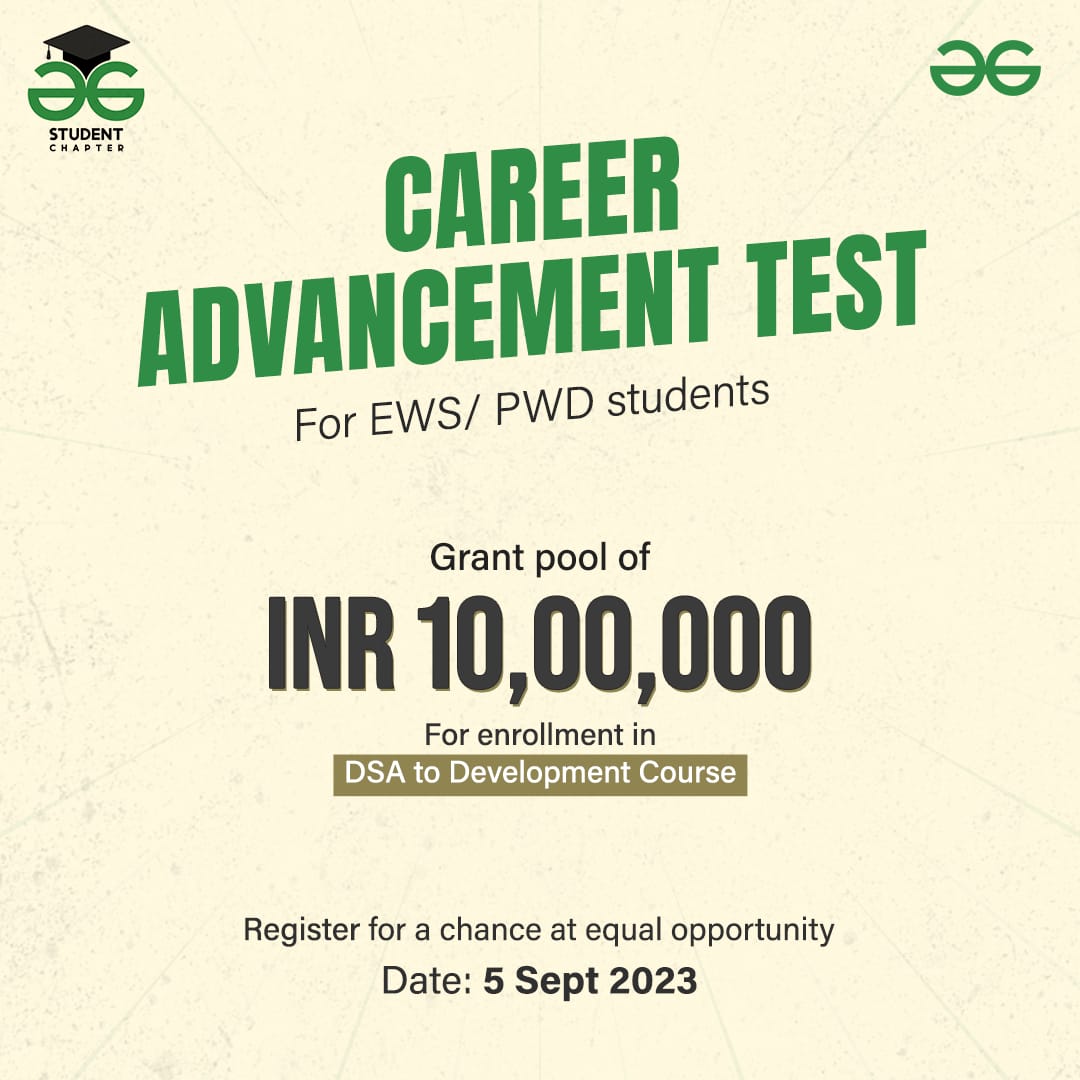 STUDENT
CHAPTER
CAREER
ADVANCEMENT TEST
For EWS/ PWD students
Grant pool of
INR 10,00,000
For enrollment in
DSA to Development Course
Register for a chance at equal opportunity
Date: 5 Sept 2023